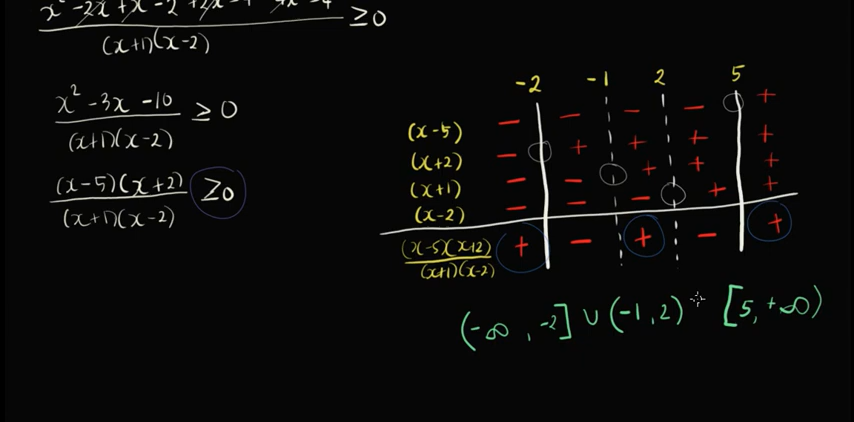 ≥0
(x+1)(x-2)
x² -3x -10 ≥ 0
(x+1)(x-2)
(x-5)(x+2) ≥0
(x+1)(x-2)
-2 -1 2 5
(x-5) - - - - +
(x+2) - + + + +
(x+1) - - + + +
(x-2) - - - + +
(x-5)(x+2) + - + - +
(x+1)(x-2)
(-∞, -2] ∪ (-1, 2) [5, +∞)